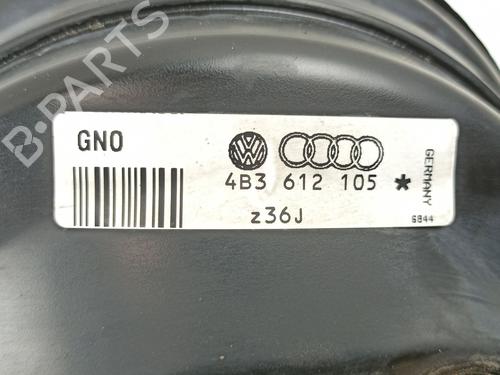 B-PARTS
GNO
4B3 612 105 *
z36J
GERMANY
6844